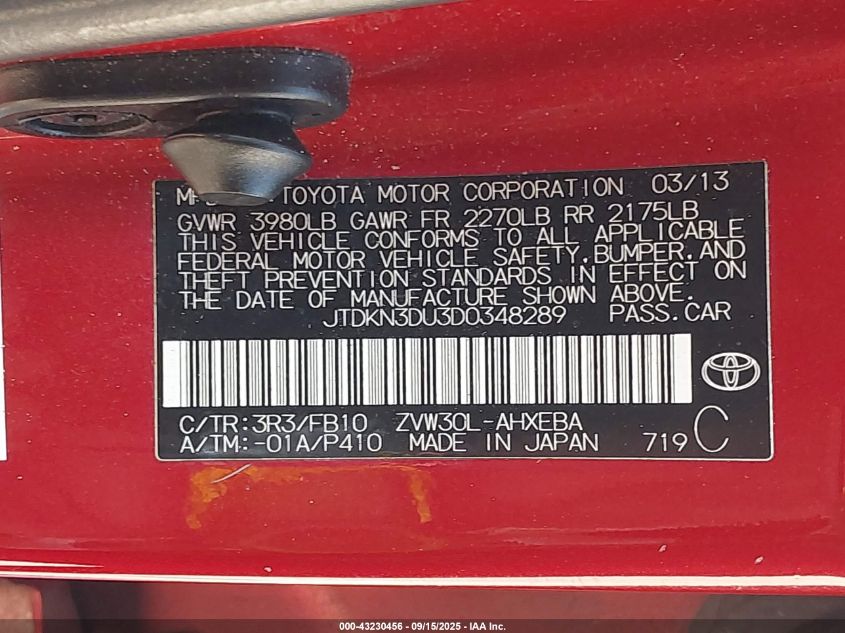 TOYOTA MOTOR CORPORATION 03/13
GVWR 3980LB GAWR FR 2270LB RR 2175LB
THIS VEHICLE CONFORMS TO ALL APPLICABLE
FEDERAL MOTOR VEHICLE SAFETY, BUMPER, AND
THEFT PREVENTION STANDARDS IN EFFECT ON
THE DATE OF MANUFACTURE SHOWN ABOVE.
JTDKN3DU3D0348289 PASS.CAR
C/TR:3R3/FB10 ZVW30L-AHXEBA
A/TM:-01A/P410 MADE IN JAPAN 719 C
000-43230456 - 09/15/2025 - IAA Inc.